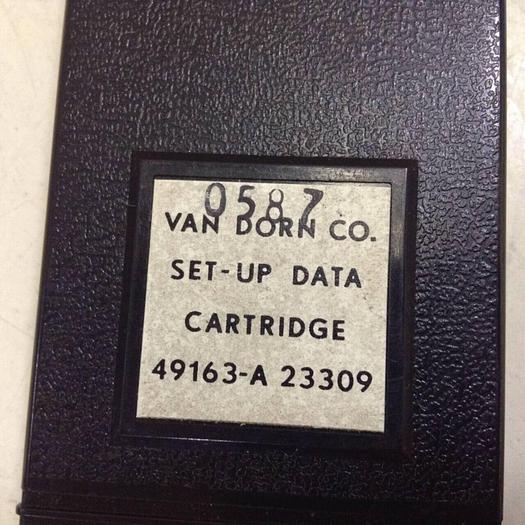 0587
VAN DORN CO.
SET-UP DATA
CARTRIDGE
49163-A 23309